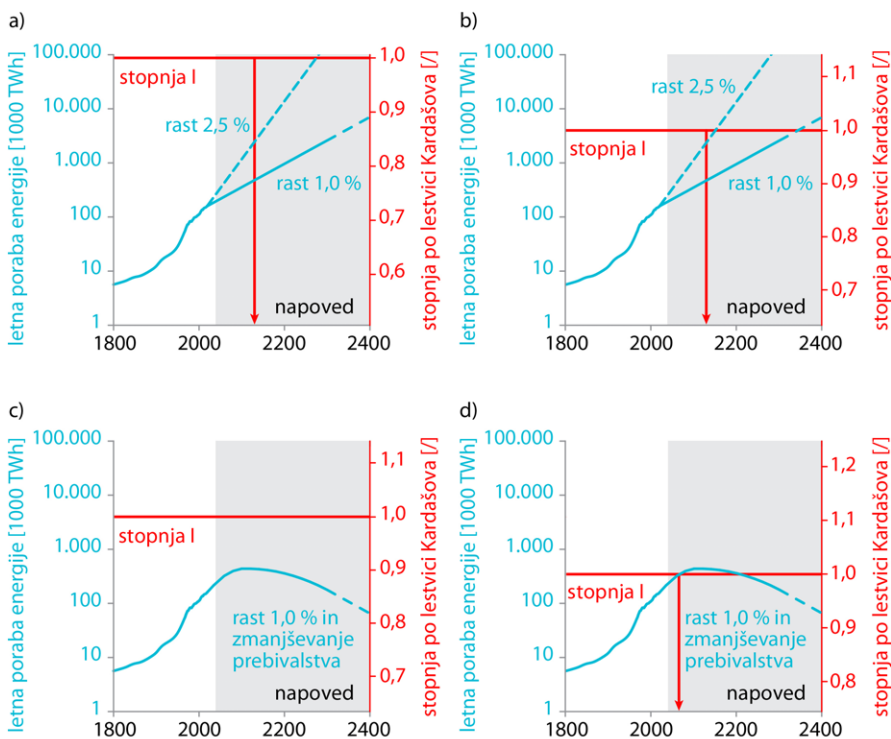 a)
letna poraba energije [1000 TWh]
100.000
10.000
1.000
100
10
1
stopnja I
rast 2,5 %
rast 1,0 %
napoved
1800
2000
2200
2400
1,0
0,9
0,8
0,7
0,6
stopnja po lestvici Kardašova [/]
b)
letna poraba energije [1000 TWh]
100.000
10.000
1.000
100
10
1
rast 2,5 %
stopnja I
rast 1,0 %
napoved
1800
2000
2200
2400
1,1
1,0
0,9
0,8
0,7
stopnja po lestvici Kardašova [/]
c)
letna poraba energije [1000 TWh]
100.000
10.000
1.000
100
10
1
stopnja I
rast 1,0 % in
zmanjševanje
prebivalstva
napoved
1800
2000
2200
2400
1,1
1,0
0,9
0,8
0,7
stopnja po lestvici Kardašova [/]
d)
letna poraba energije [1000 TWh]
100.000
10.000
1.000
100
10
1
stopnja I
rast 1,0 % in
zmanjševanje
prebivalstva
napoved
1800
2000
2200
2400
1,2
1,1
1,0
0,9
0,8
stopnja po lestvici Kardašova [/]